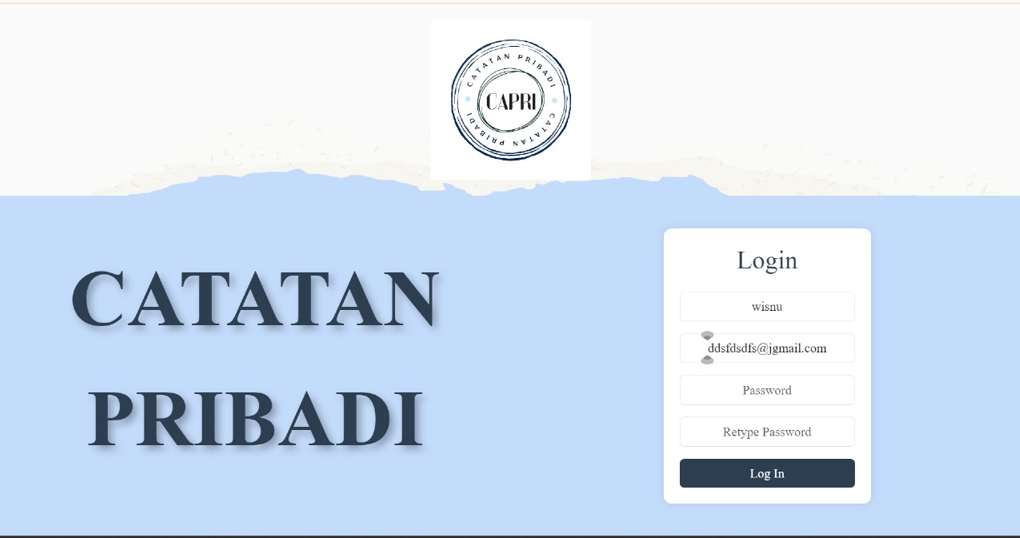 CATATAN PRIBADI
CAPRI
CATATAN PRIBADI
CATATAN
PRIBADI
Login
wisnu
ddsfdsdfs@jgmail.com
Password
Retype Password
Log In